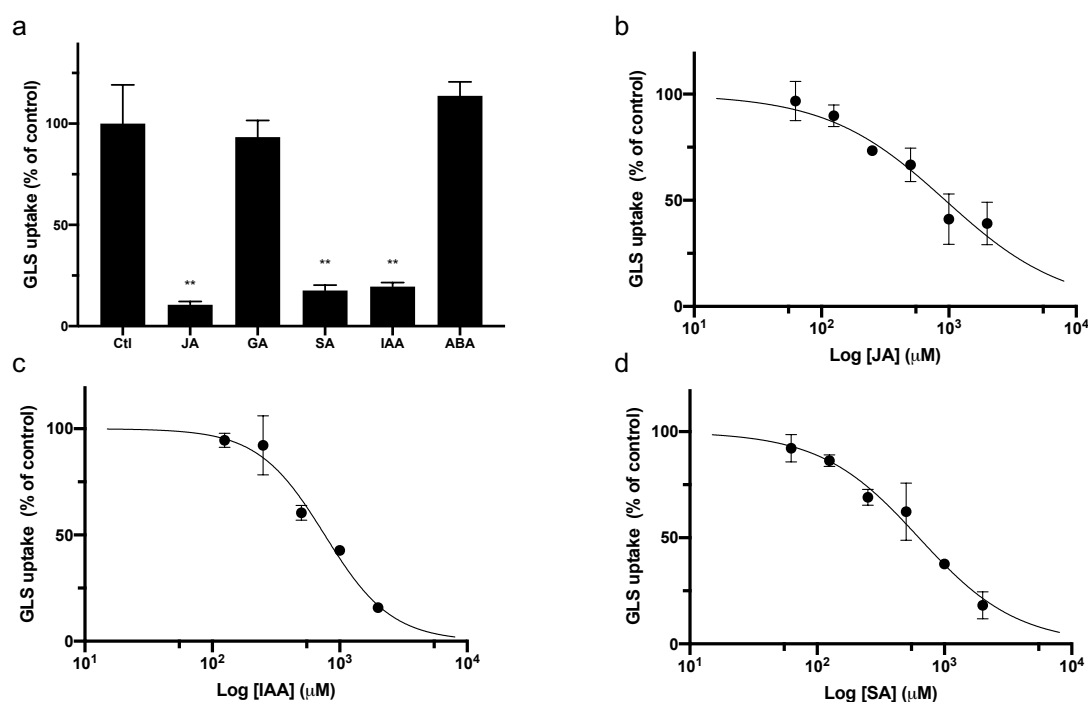 a
GLS uptake (% of control)
100
50
0
**
**
**
Ctl JA GA SA IAA ABA
b
GLS uptake (% of control)
100
50
0
10¹ 10² 10³ 10⁴
Log [JA] (μM)
c
GLS uptake (% of control)
100
50
0
10¹ 10² 10³ 10⁴
Log [IAA] (μM)
d
GLS uptake (% of control)
100
50
0
10¹ 10² 10³ 10⁴
Log [SA] (μM)